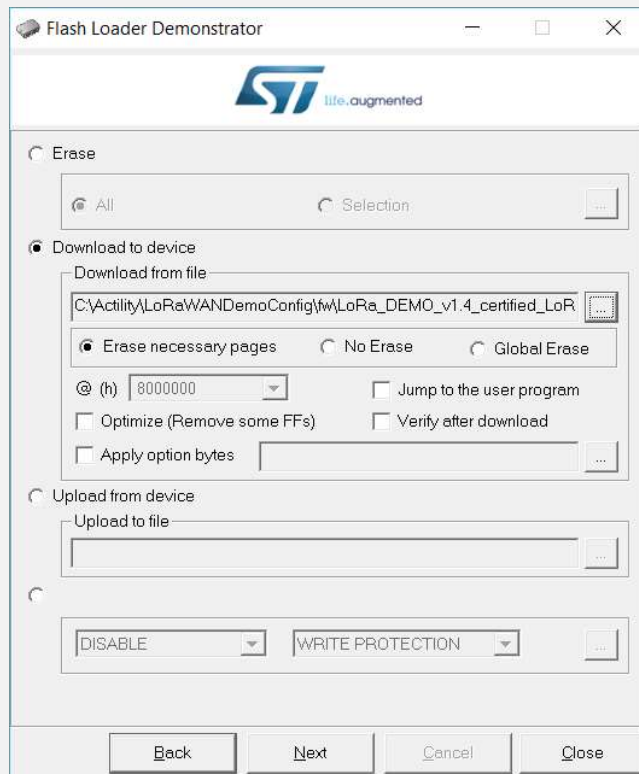 Flash Loader Demonstrator
ST life.augmented
Erase
All Selection ...
Download to device
Download from file
C:\Actility\LoRaWANDemoConfig\fw\LoRa_DEMO_v1.4_certified_LoR ...
Erase necessary pages No Erase Global Erase
@ (h) 8000000 Jump to the user program
Optimize (Remove some FFs) Verify after download
Apply option bytes ...
Upload from device
Upload to file
...
DISABLE WRITE PROTECTION ...
Back Next Cancel Close